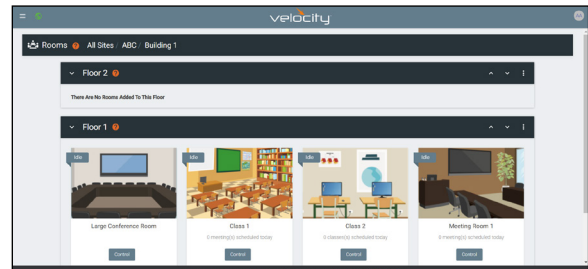 velocity
Rooms ? All Sites / ABC / Building 1
Floor 2 ?
There Are No Rooms Added To This Floor
Floor 1 ?
Idle Idle Idle Idle
Large Conference Room Class 1 Class 2 Meeting Room 1
0 meeting(s) scheduled today 0 classes(s) scheduled today 0 meeting(s) scheduled today
Control Control Control Control